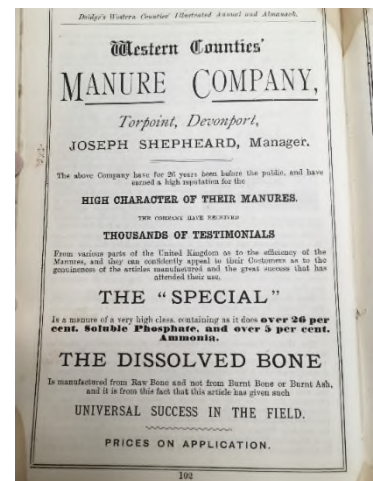 Doidge's Western Counties' Illustrated Annual and Almanack.
Western Counties'
MANURE COMPANY,
Torpoint, Devonport,
JOSEPH SHEPHEARD, Manager.
The above Company have for 26 years been before the public, and have
earned a high reputation for the
HIGH CHARACTER OF THEIR MANURES.
THE COMPANY HAVE RECEIVED
THOUSANDS OF TESTIMONIALS
From various parts of the United Kingdom as to the efficiency of the
Manures, and they can confidently appeal to their Customers as to the
genuineness of the articles manufactured and the great success that has
attended their use.
THE "SPECIAL"
Is a manure of a very high class, containing as it does over 26 per
cent. Soluble Phosphate, and over 5 per cent.
Ammonia.
THE DISSOLVED BONE
Is manufactured from Raw Bone and not from Burnt Bone or Burnt Ash,
and it is from this fact that this article has given such
UNIVERSAL SUCCESS IN THE FIELD.
PRICES ON APPLICATION.
102